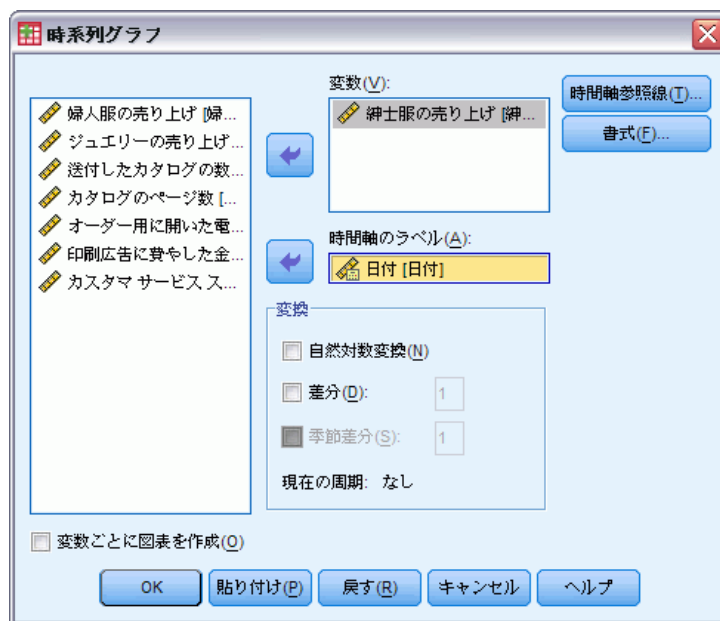 時系列グラフ
変数(V):
婦人服の売り上げ [婦...
ジュエリーの売り上げ...
送付したカタログの数...
カタログのページ数 [...
オーダー用に開いた電...
印刷広告に費やした金...
カスタマ サービス ス...
紳士服の売り上げ [紳...
時間軸参照線(T)...
書式(F)...
時間軸のラベル(A):
日付 [日付]
変換
自然対数変換(N)
差分(D):
1
季節差分(S):
1
現在の周期: なし
変数ごとに図表を作成(O)
OK
貼り付け(P)
戻す(R)
キャンセル
ヘルプ